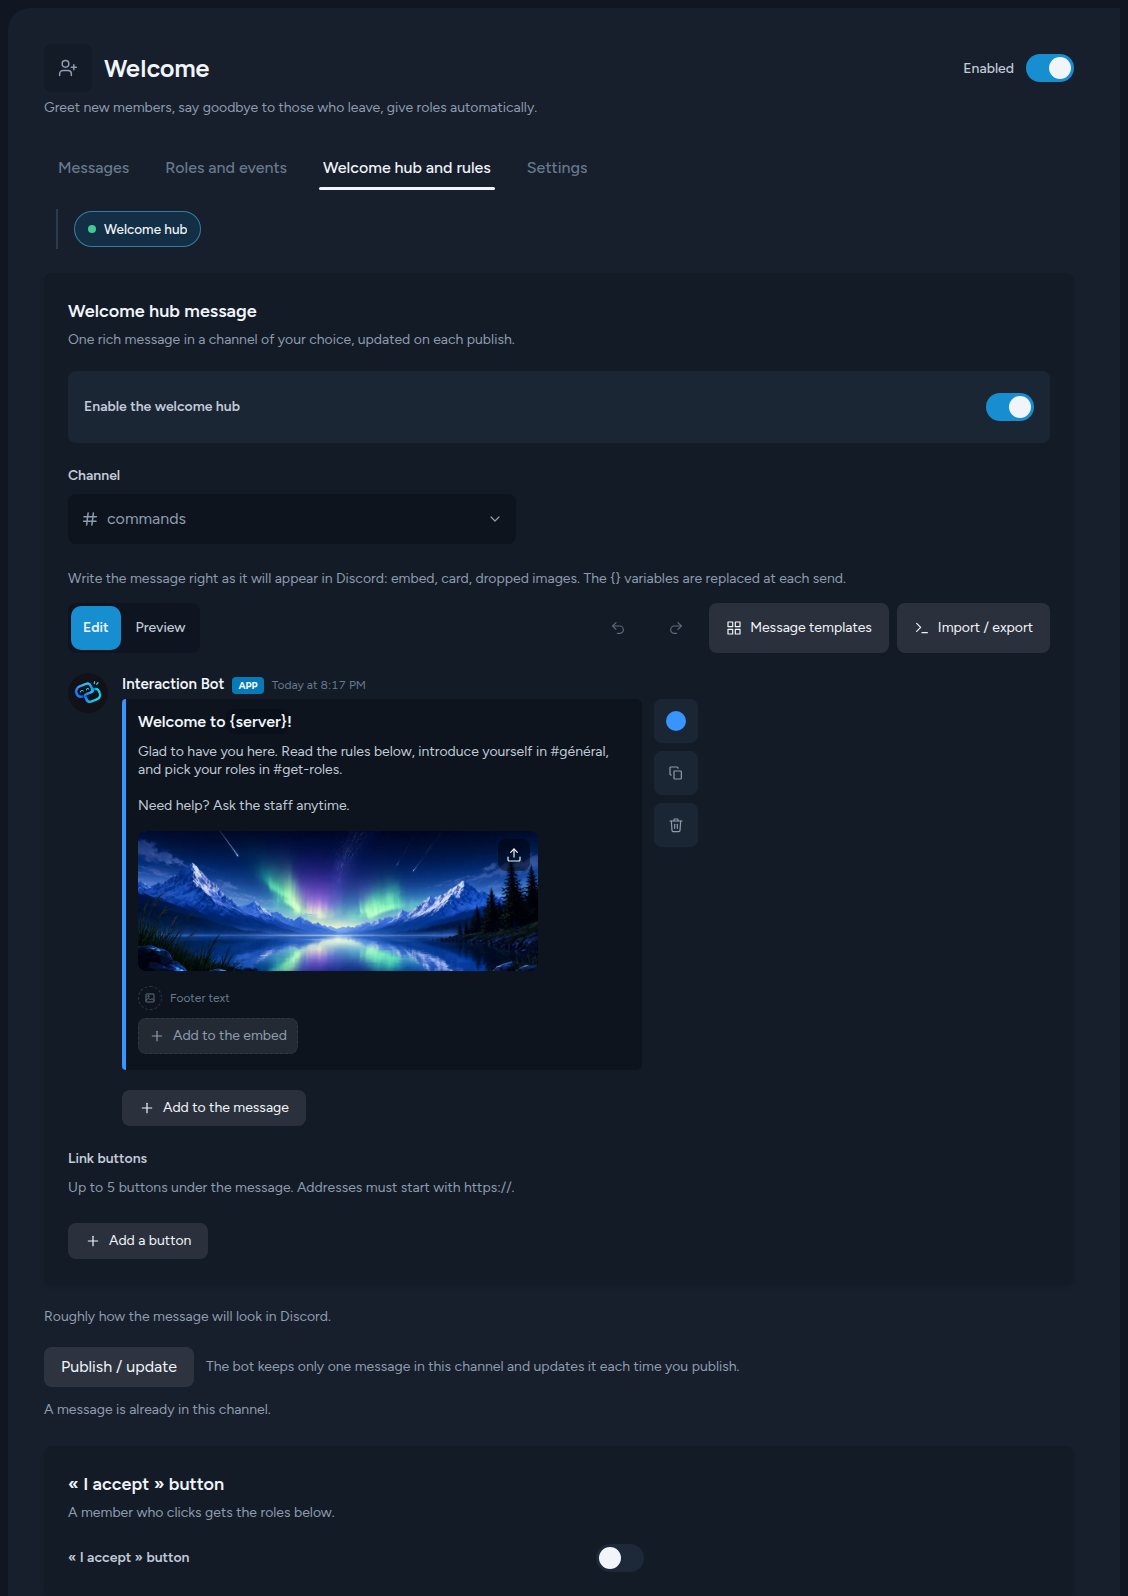 Welcome
Enabled
Greet new members, say goodbye to those who leave, give roles automatically.
Messages
Roles and events
Welcome hub and rules
Settings
Welcome hub
Welcome hub message
One rich message in a channel of your choice, updated on each publish.
Enable the welcome hub
Channel
# commands
Write the message right as it will appear in Discord: embed, card, dropped images. The {} variables are replaced at each send.
Edit
Preview
Message templates
Import / export
Interaction Bot APP Today at 8:17 PM
Welcome to {server}!
Glad to have you here. Read the rules below, introduce yourself in #général,
and pick your roles in #get-roles.
Need help? Ask the staff anytime.
Footer text
+ Add to the embed
+ Add to the message
Link buttons
Up to 5 buttons under the message. Addresses must start with https://.
+ Add a button
Roughly how the message will look in Discord.
Publish / update
The bot keeps only one message in this channel and updates it each time you publish.
A message is already in this channel.
« I accept » button
A member who clicks gets the roles below.
« I accept » button